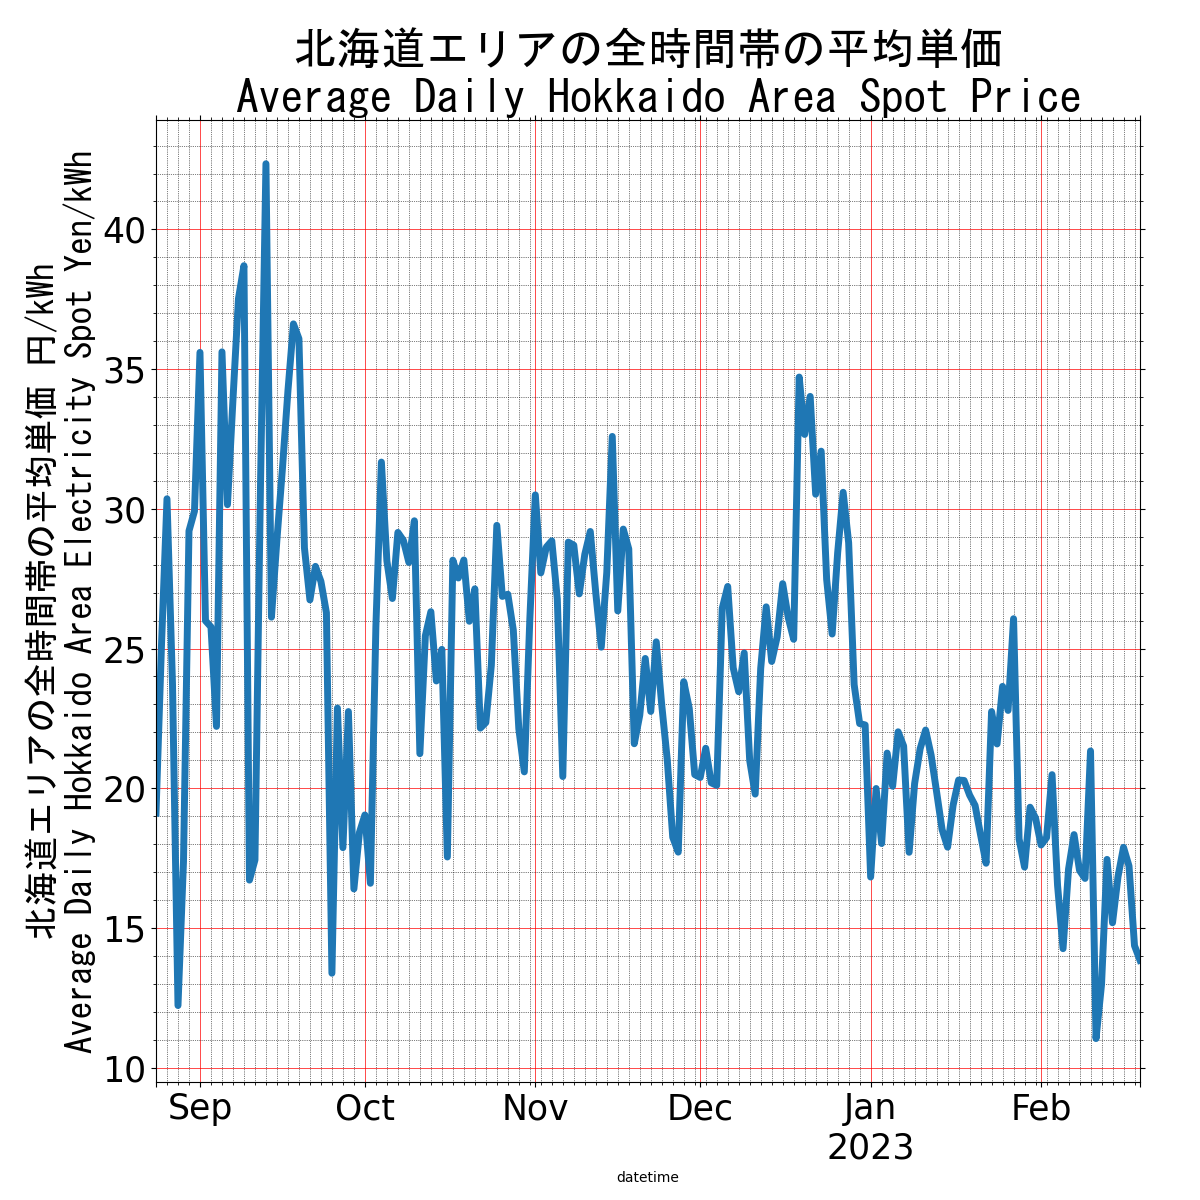 北海道エリアの全時間帯の平均単価
Average Daily Hokkaido Area Spot Price
北海道エリアの全時間帯の平均単価 円/kWh
Average Daily Hokkaido Area Electricity Spot Yen/kWh
40
35
30
25
20
15
10
Sep Oct Nov Dec Jan Feb
2023
datetime